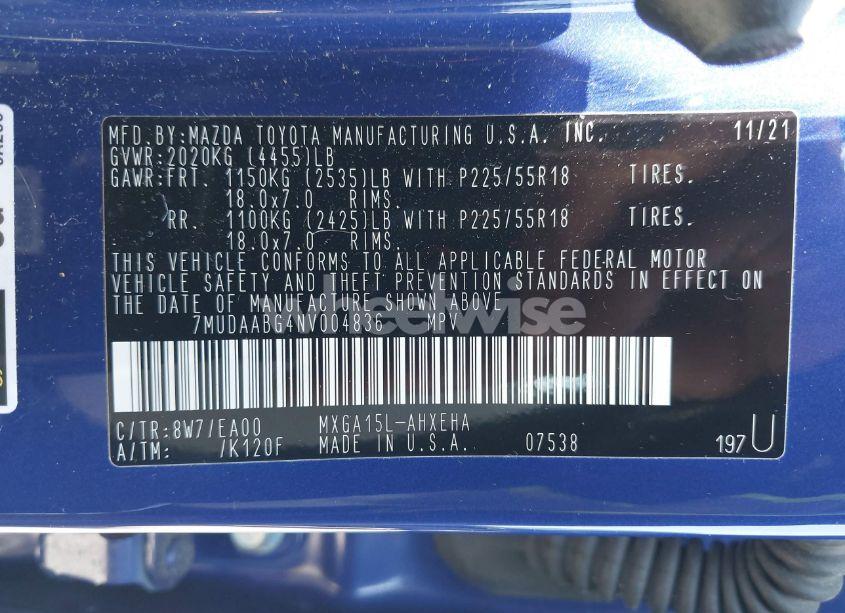 MFD.BY:MAZDA TOYOTA MANUFACTURING U.S.A. INC. 11/21
GVWR:2020KG (4455)LB
GAWR:FRT. 1150KG (2535)LB WITH P225/55R18 TIRES.
18.0x7.0 RIMS.
RR. 1100KG (2425)LB WITH P225/55R18 TIRES.
18.0x7.0 RIMS.
THIS VEHICLE CONFORMS TO ALL APPLICABLE FEDERAL MOTOR
VEHICLE SAFETY AND THEFT PREVENTION STANDARDS IN EFFECT ON
THE DATE OF MANUFACTURE SHOWN ABOVE.
7MUDAABG4NV004836 MPV
wheelwise
C/TR:8W7/EA00 MXGA15L-AHXEHA
A/TM: /K120F MADE IN U.S.A. 07538 197U